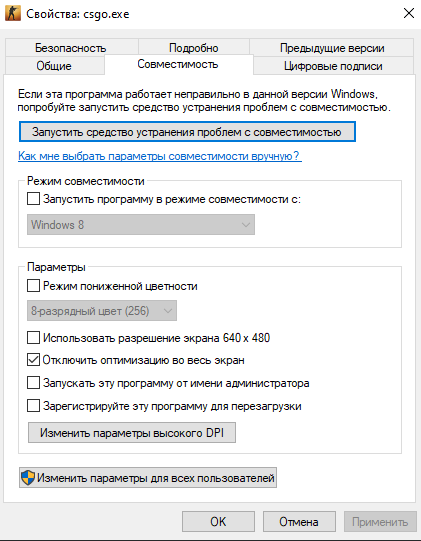 Свойства: csgo.exe
Безопасность Подробно Предыдущие версии
Общие Совместимость Цифровые подписи
Если эта программа работает неправильно в данной версии Windows,
попробуйте запустить средство устранения проблем с совместимостью.
Запустить средство устранения проблем с совместимостью
Как мне выбрать параметры совместимости вручную?
Режим совместимости
Запустить программу в режиме совместимости с:
Windows 8
Параметры
Режим пониженной цветности
8-разрядный цвет (256)
Использовать разрешение экрана 640 x 480
Отключить оптимизацию во весь экран
Запускать эту программу от имени администратора
Зарегистрируйте эту программу для перезагрузки
Изменить параметры высокого DPI
Изменить параметры для всех пользователей
OK Отмена Применить